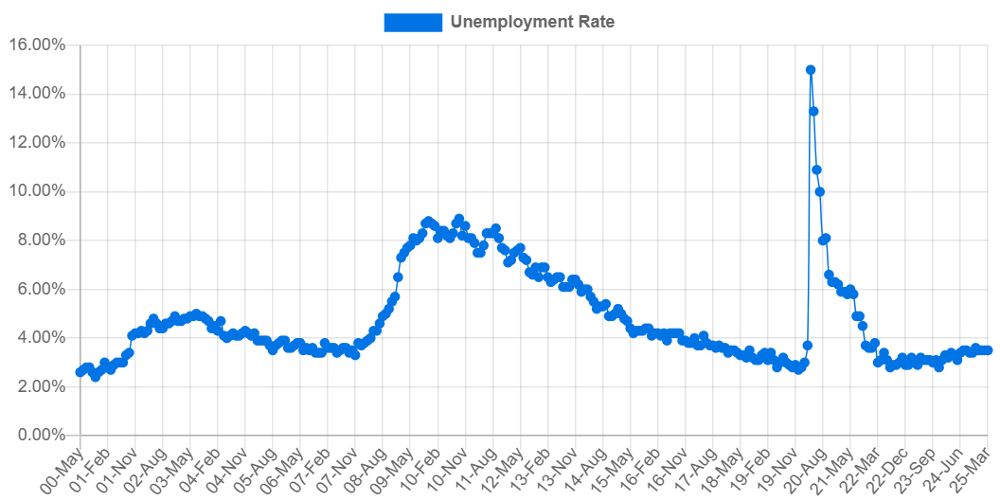 Unemployment Rate
16.00%
14.00%
12.00%
10.00%
8.00%
6.00%
4.00%
2.00%
0.00%
00-May
01-Feb
01-Nov
02-Aug
03-May
04-Feb
04-Nov
05-Aug
06-May
07-Feb
07-Nov
08-Aug
09-May
10-Feb
10-Nov
11-Aug
12-May
13-Feb
13-Nov
14-Aug
15-May
16-Feb
16-Nov
17-Aug
18-May
19-Feb
19-Nov
20-Aug
21-May
22-Mar
22-Dec
23-Sep
24-Jun
25-Mar